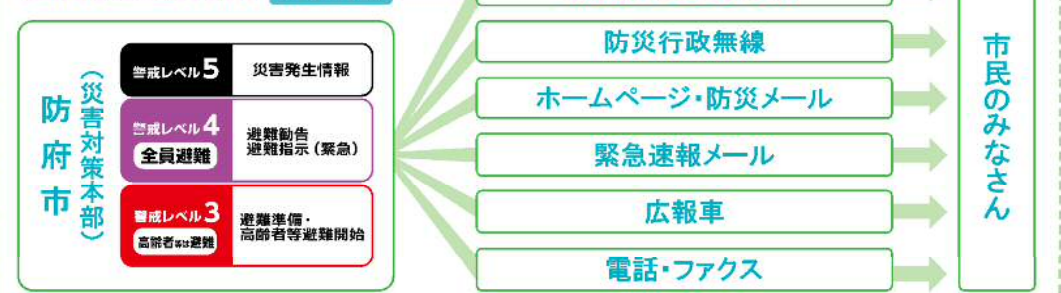 防府市
(災害対策本部)
警戒レベル5
災害発生情報
警戒レベル4
全員避難
避難勧告
避難指示(緊急)
警戒レベル3
高齢者等は避難
避難準備・
高齢者等避難開始
防災行政無線
ホームページ・防災メール
緊急速報メール
広報車
電話・ファクス
市民のみなさん